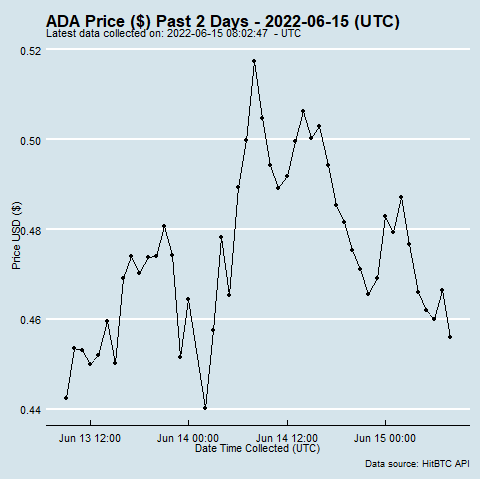 ADA Price ($) Past 2 Days - 2022-06-15 (UTC)
Latest data collected on: 2022-06-15 08:02:47 - UTC
0.52
0.50
0.48
0.46
0.44
Price USD ($)
Jun 13 12:00 Jun 14 00:00 Jun 14 12:00 Jun 15 00:00
Date Time Collected (UTC)
Data source: HitBTC API